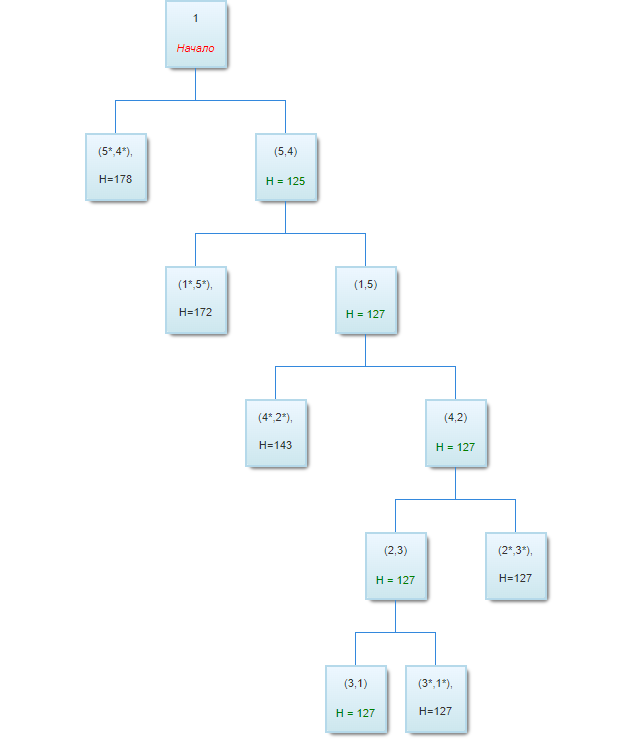 1
Начало
(5*,4*),
H=178
(5,4)
H = 125
(1*,5*),
H=172
(1,5)
H = 127
(4*,2*),
H=143
(4,2)
H = 127
(2,3)
H = 127
(2*,3*),
H=127
(3,1)
H = 127
(3*,1*),
H=127